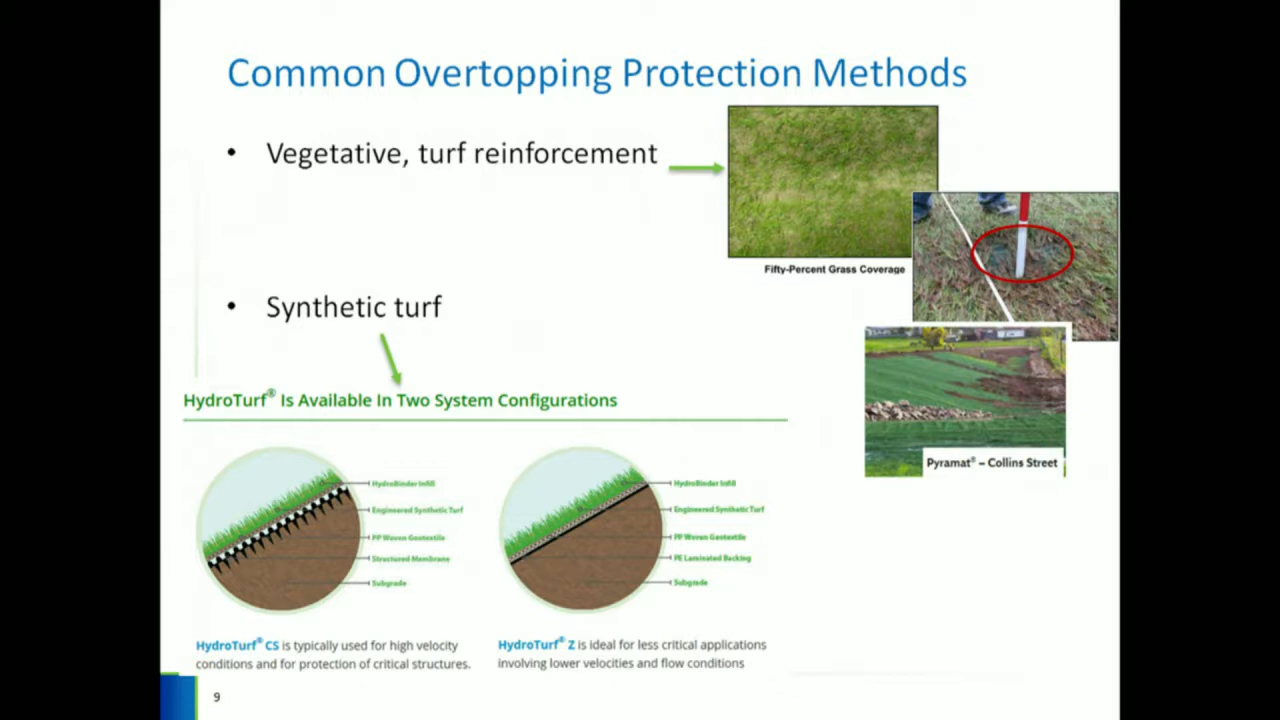 Common Overtopping Protection Methods
• Vegetative, turf reinforcement
Fifty-Percent Grass Coverage
• Synthetic turf
HydroTurf® Is Available In Two System Configurations
Pyramat® – Collins Street
HydroBinder Infill
Engineered Synthetic Turf
PP Woven Geotextile
Structured Membrane
Subgrade
HydroBinder Infill
Engineered Synthetic Turf
PP Woven Geotextile
PE Laminated Backing
Subgrade
HydroTurf® CS is typically used for high velocity
conditions and for protection of critical structures.
HydroTurf® Z is ideal for less critical applications
involving lower velocities and flow conditions
9